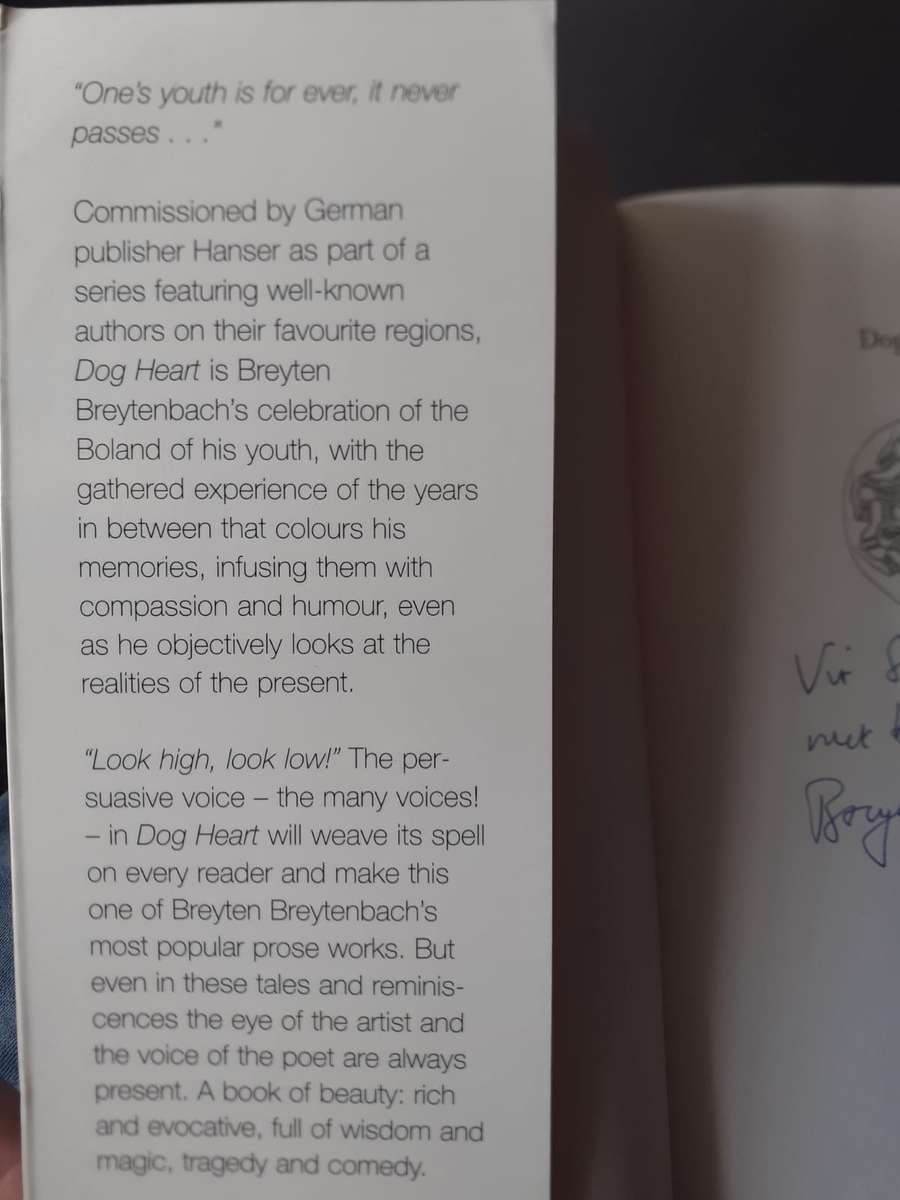 “One’s youth is for ever, it never
passes . . .”
Commissioned by German
publisher Hanser as part of a
series featuring well-known
authors on their favourite regions,
Dog Heart is Breyten
Breytenbach’s celebration of the
Boland of his youth, with the
gathered experience of the years
in between that colours his
memories, infusing them with
compassion and humour, even
as he objectively looks at the
realities of the present.
“Look high, look low!” The per-
suasive voice – the many voices!
– in Dog Heart will weave its spell
on every reader and make this
one of Breyten Breytenbach’s
most popular prose works. But
even in these tales and reminis-
cences the eye of the artist and
the voice of the poet are always
present. A book of beauty: rich
and evocative, full of wisdom and
magic, tragedy and comedy.
Dog
Vir
met